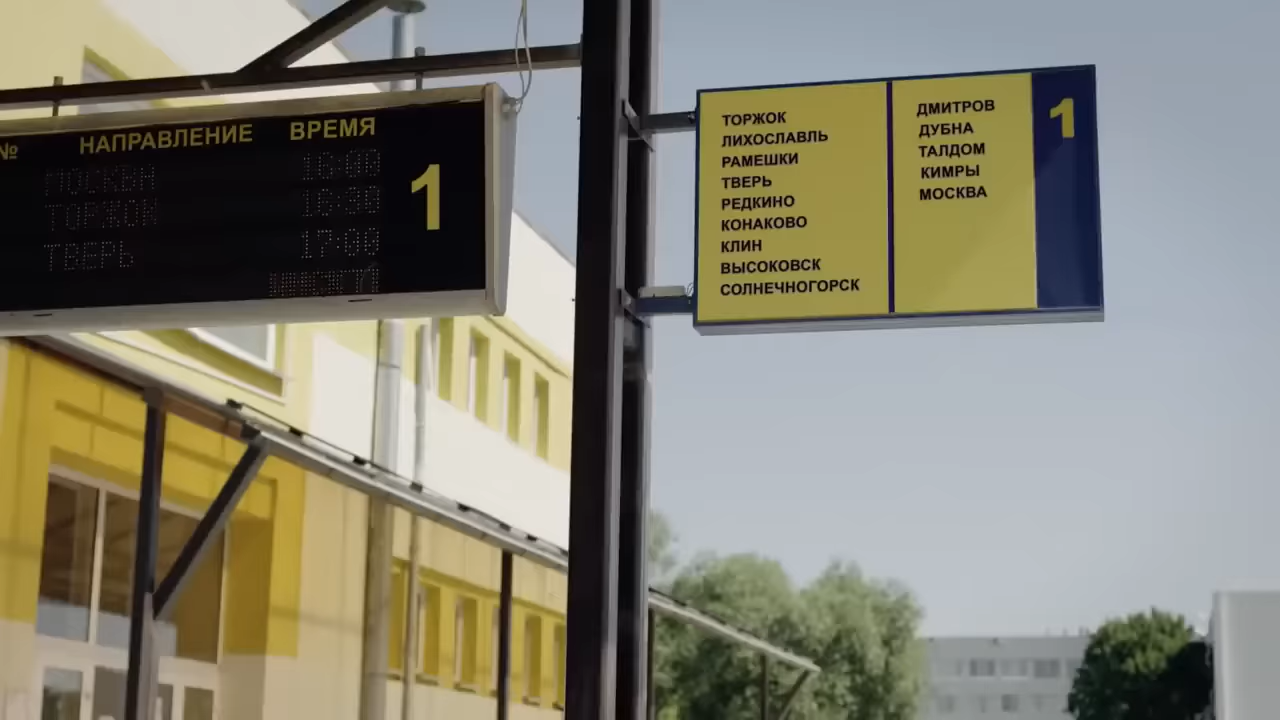 № НАПРАВЛЕНИЕ ВРЕМЯ
МОСКВА 16:00
ТОРЖОК 16:30
ТВЕРЬ 17:00
1
ТОРЖОК
ЛИХОСЛАВЛЬ
РАМЕШКИ
ТВЕРЬ
РЕДКИНО
КОНАКОВО
КЛИН
ВЫСОКОВСК
СОЛНЕЧНОГОРСК
ДМИТРОВ
ДУБНА
ТАЛДОМ
КИМРЫ
МОСКВА
1